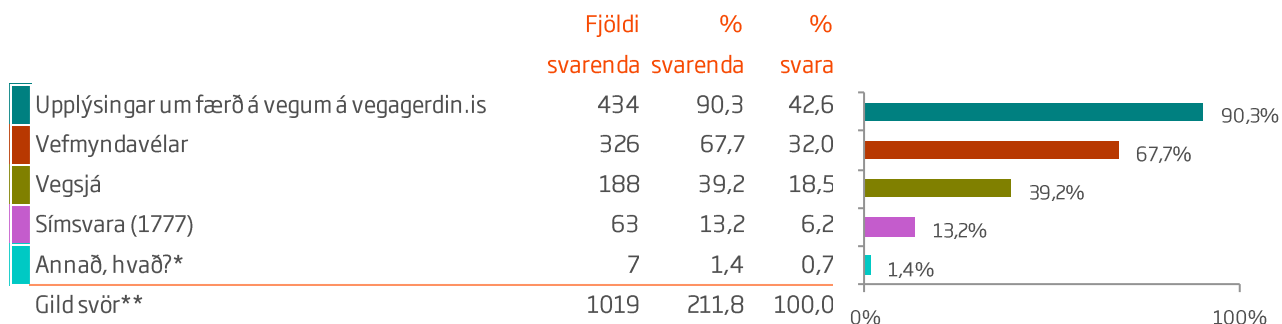 Fjöldi % %
svarenda svarenda svara
Upplýsingar um færð á vegum á vegagerdin.is 434 90,3 42,6 90,3%
Vefmyndavélar 326 67,7 32,0 67,7%
Vegsjá 188 39,2 18,5 39,2%
Símsvara (1777) 63 13,2 6,2 13,2%
Annað, hvað?* 7 1,4 0,7 1,4%
Gild svör** 1019 211,8 100,0
0% 100%